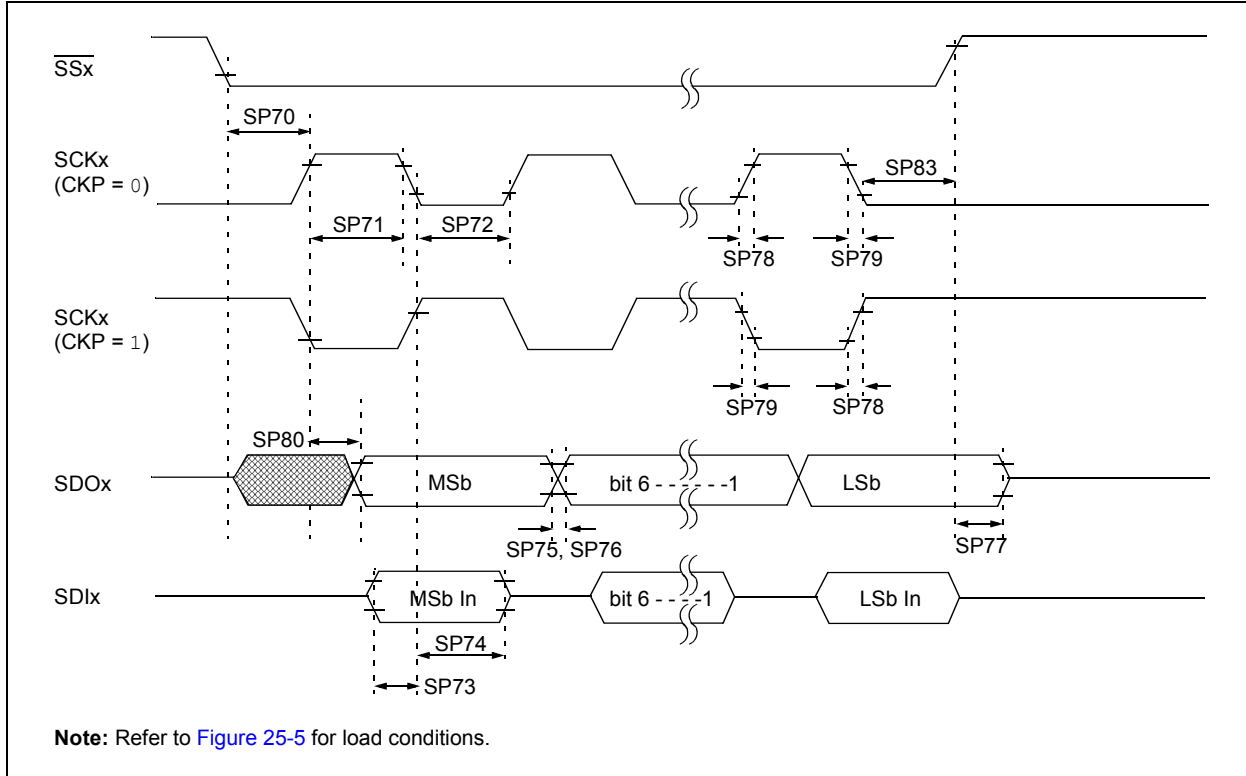 SSx
SP70
SCKx
(CKP = 0)
SP83
SP71
SP72
SP78
SP79
SCKx
(CKP = 1)
SP79
SP78
SP80
SDOx
MSb
bit 6 - - - - - -1
LSb
SP75, SP76
SP77
SDIx
MSb In
bit 6 - - - -1
LSb In
SP74
SP73
Note: Refer to Figure 25-5 for load conditions.